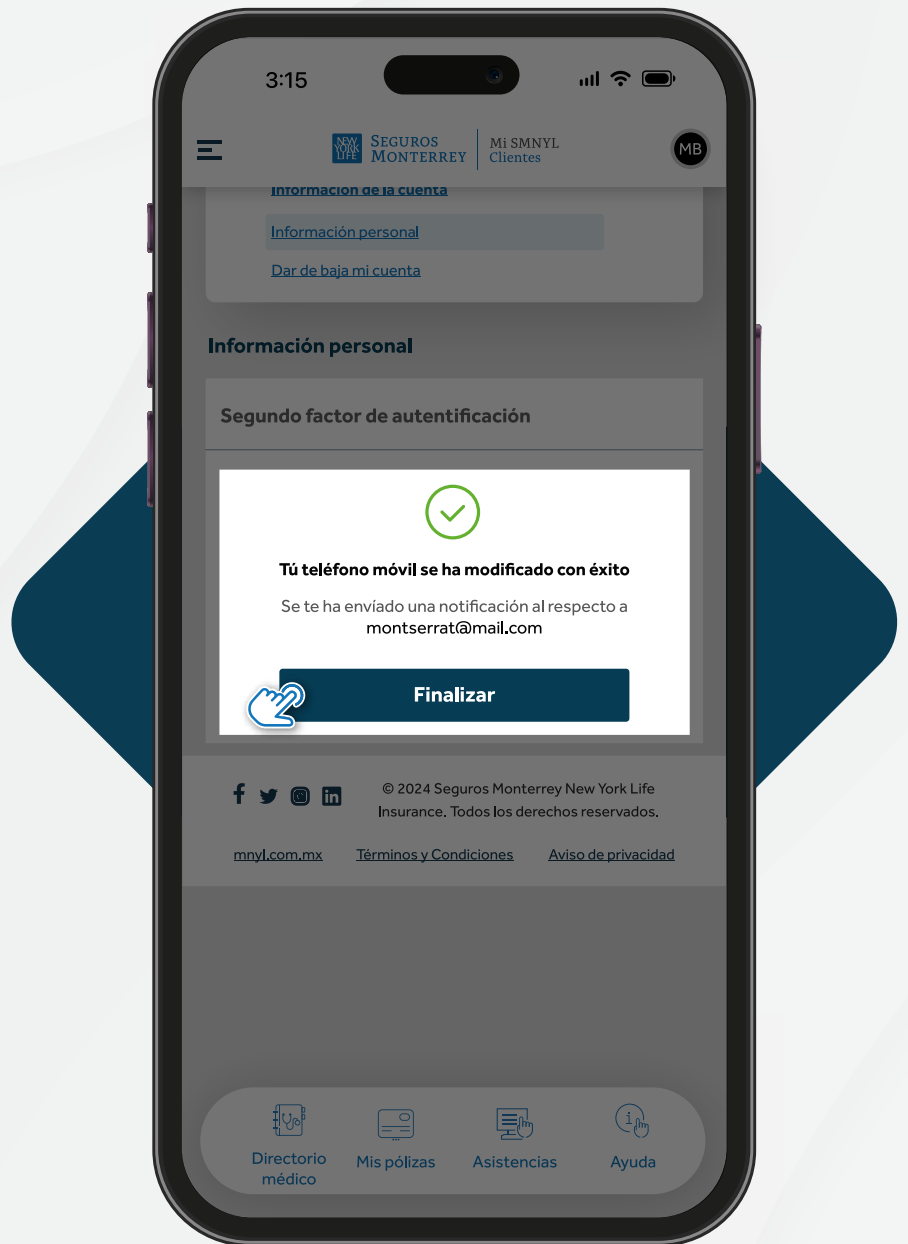 3:15
NEW YORK LIFE
SEGUROS MONTERREY
Mi SMNYL Clientes
MB
Información de la cuenta
Información personal
Dar de baja mi cuenta
Información personal
Segundo factor de autentificación
Tú teléfono móvil se ha modificado con éxito
Se te ha envíado una notificación al respecto a
montserrat@mail.com
Finalizar
© 2024 Seguros Monterrey New York Life
Insurance. Todos los derechos reservados.
mnyl.com.mx Términos y Condiciones Aviso de privacidad
Directorio médico
Mis pólizas
Asistencias
Ayuda